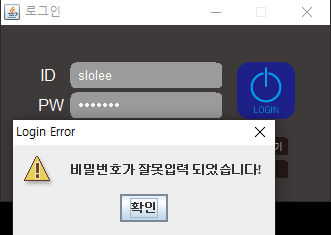 로그인
ID slolee
PW •••••••
LOGIN
Login Error
비밀번호가 잘못입력 되었습니다!
확인